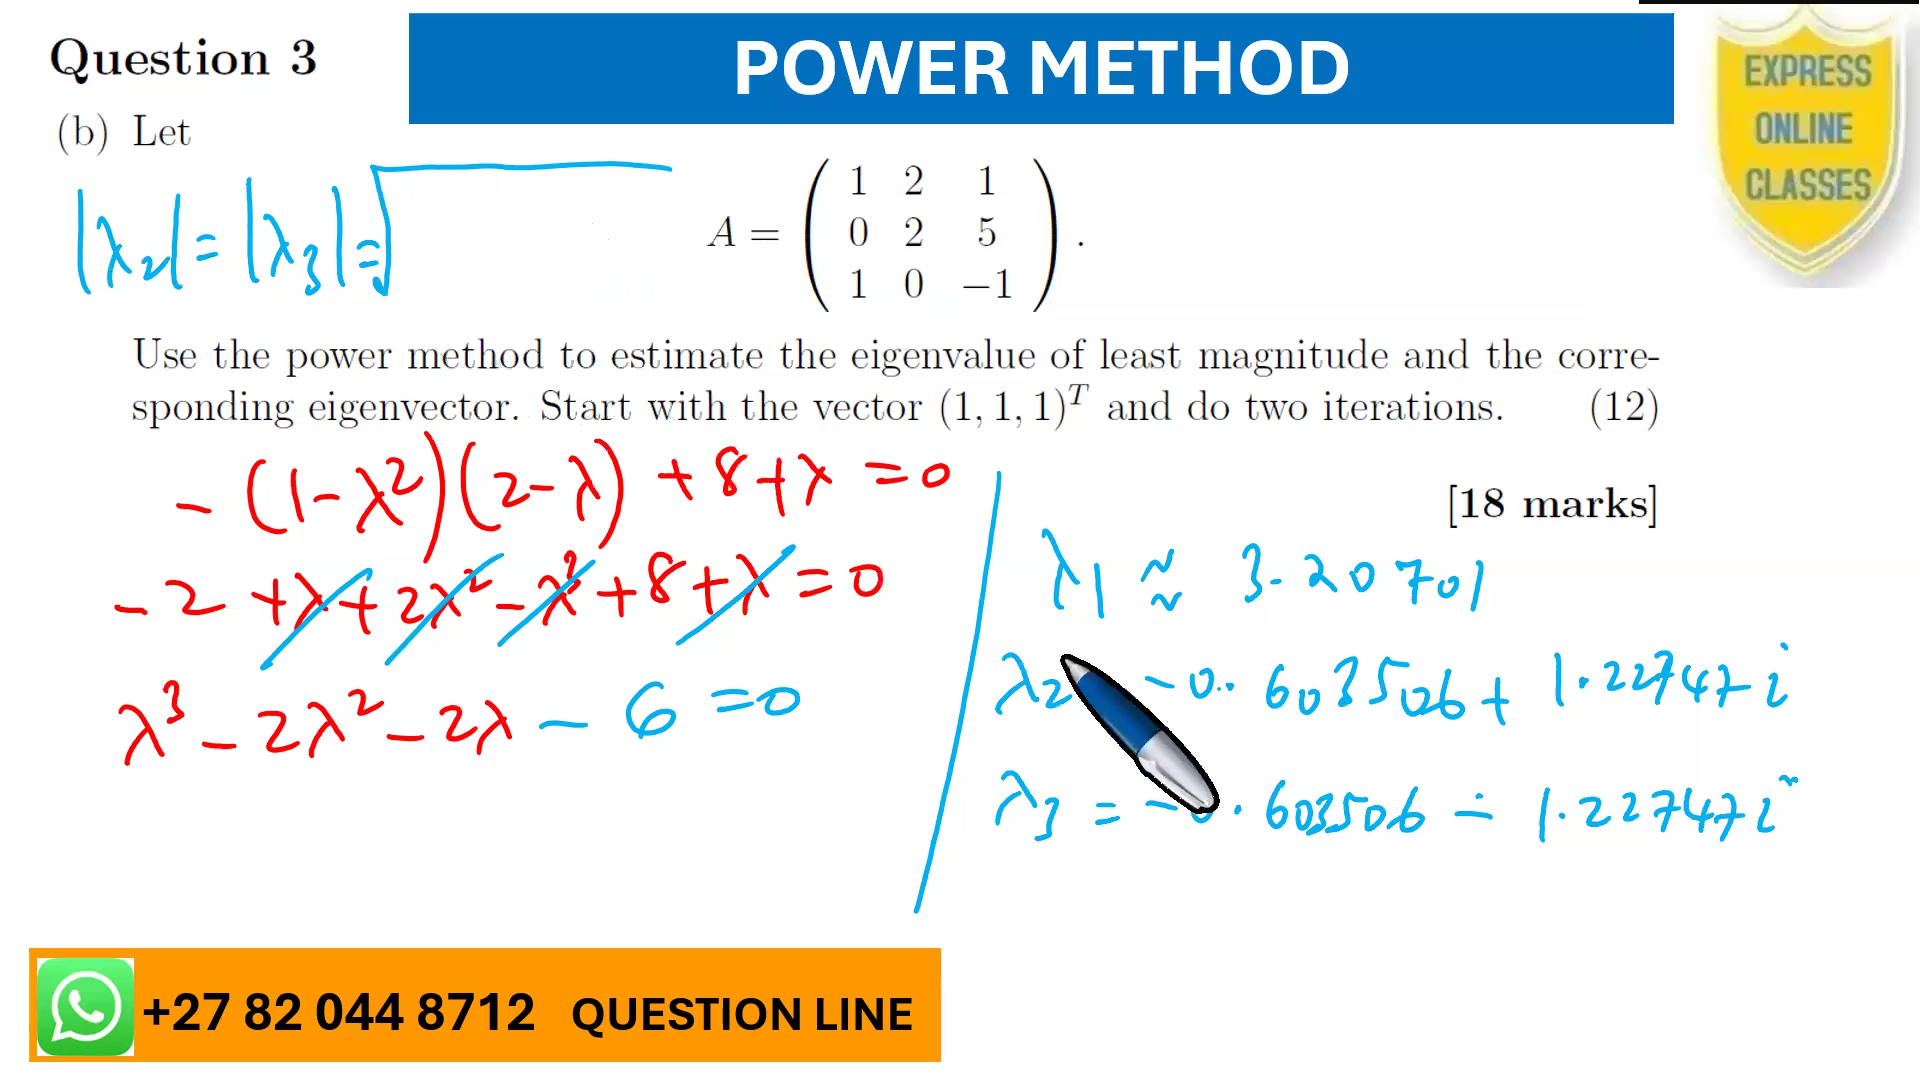 Question 3
POWER METHOD
EXPRESS
ONLINE
CLASSES
(b) Let
|λ2| = |λ3| = √
A = ( 1 2 1
0 2 5
1 0 −1 ) .
Use the power method to estimate the eigenvalue of least magnitude and the corre-
sponding eigenvector. Start with the vector (1, 1, 1)^T and do two iterations. (12)
[18 marks]
- (1-λ²)(2-λ) + 8+λ = 0
-2 +λ+2λ²-λ³+8+λ = 0
λ³ - 2λ² - 2λ - 6 = 0
λ1 ≈ 3.20701
λ2 -0.603506 + 1.22747i
λ3 = -0.603506 - 1.22747i
+27 82 044 8712 QUESTION LINE